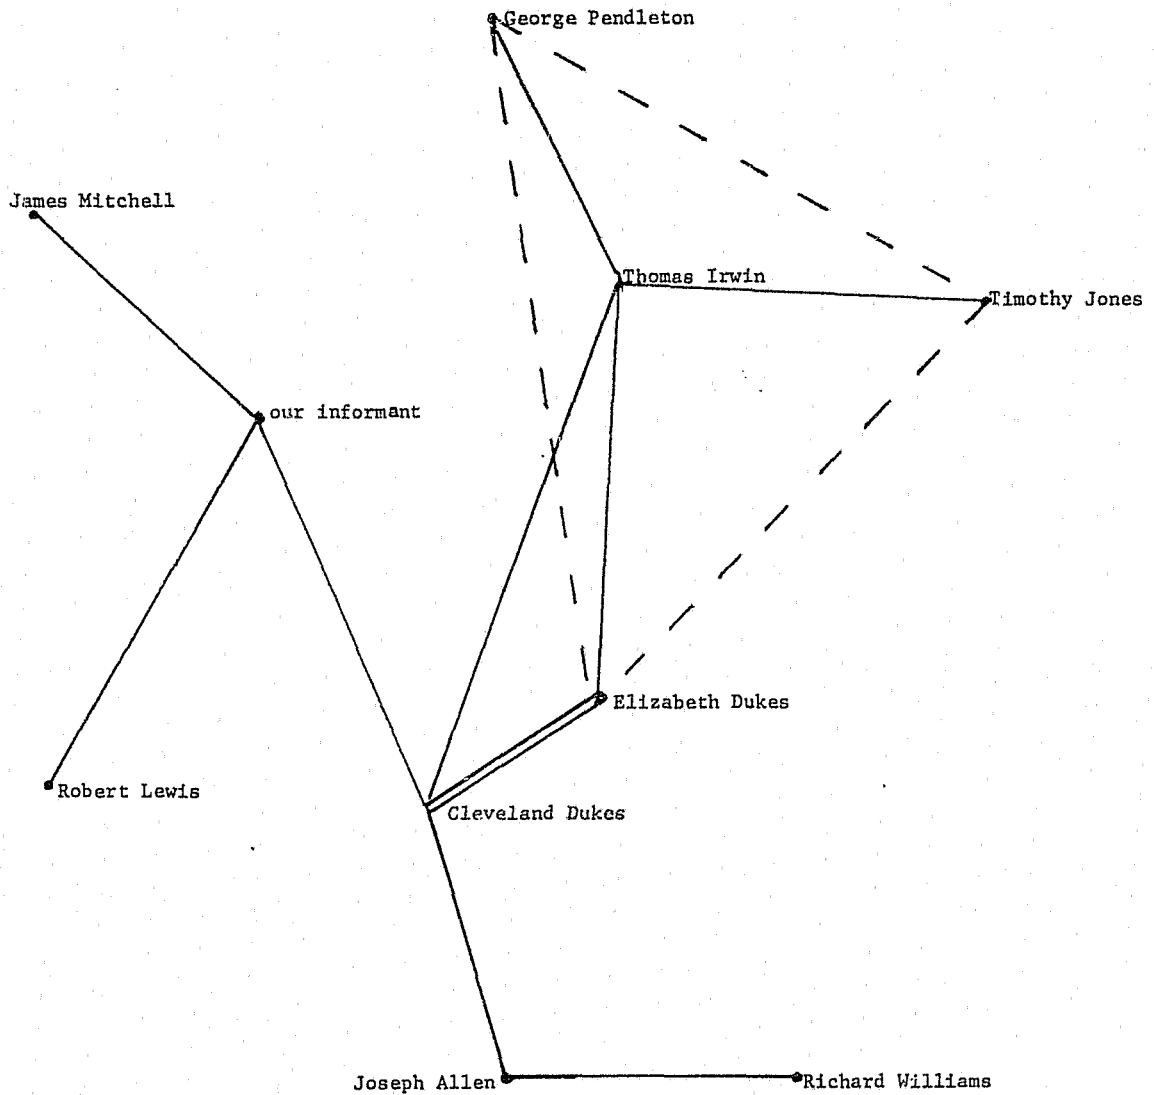 George Pendleton
James Mitchell
Thomas Irwin
Timothy Jones
our informant
Elizabeth Dukes
Robert Lewis
Cleveland Dukes
Joseph Allen
Richard Williams